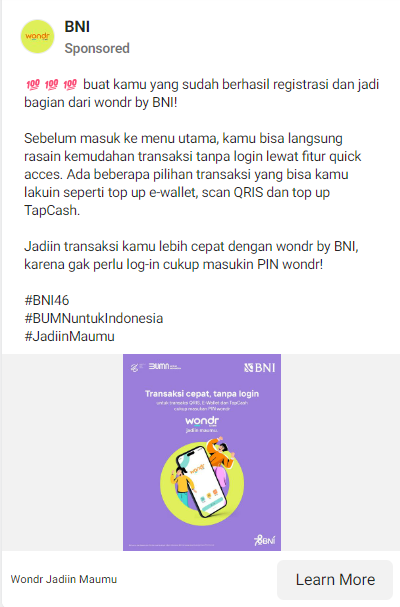 wondr
BNI
Sponsored
💯 💯 💯 buat kamu yang sudah berhasil registrasi dan jadi
bagian dari wondr by BNI!
Sebelum masuk ke menu utama, kamu bisa langsung
rasain kemudahan transaksi tanpa login lewat fitur quick
acces. Ada beberapa pilihan transaksi yang bisa kamu
lakuin seperti top up e-wallet, scan QRIS dan top up
TapCash.
Jadiin transaksi kamu lebih cepat dengan wondr by BNI,
karena gak perlu log-in cukup masukin PIN wondr!
#BNI46
#BUMNuntukIndonesia
#JadiinMaumu
BUMN
BNI
Transaksi cepat, tanpa login
untuk transaksi QRIS, E-Wallet dan TapCash
cukup masukan PIN wondr
wondr
jadiin maumu
wondr
78 BNI
Wondr Jadiin Maumu
Learn More